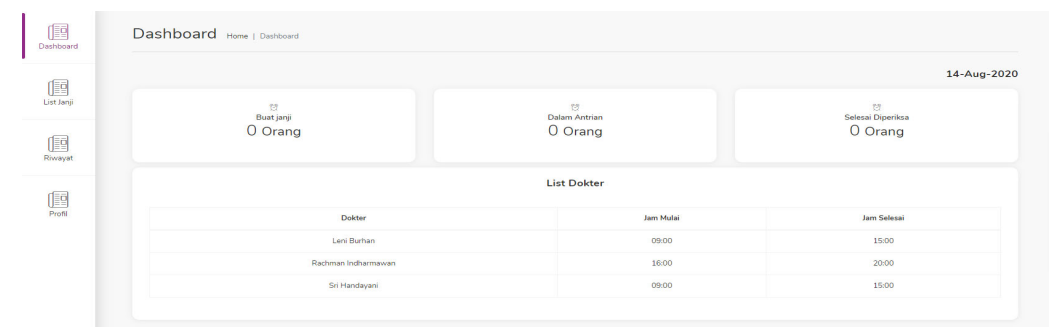 Dashboard
List Janji
Riwayat
Profil
Dashboard Home | Dashboard
14-Aug-2020
Buat janji
0 Orang
Dalam Antrian
0 Orang
Selesai Diperiksa
0 Orang
List Dokter
Dokter Jam Mulai Jam Selesai
Leni Burhan 09:00 15:00
Rachman Indharmawan 16:00 20:00
Sri Handayani 09:00 15:00